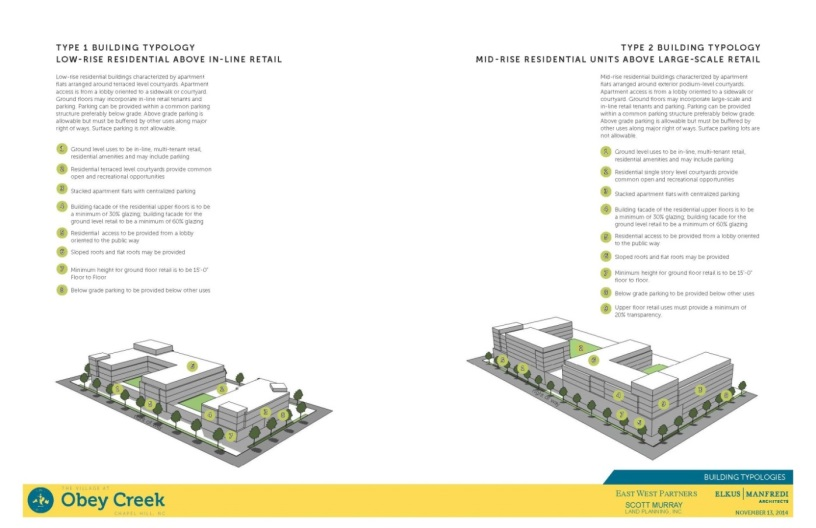 TYPE 1 BUILDING TYPOLOGY
LOW-RISE RESIDENTIAL ABOVE IN-LINE RETAIL
Low-rise residential buildings characterized by apartment
flats arranged around terraced level courtyards. Apartment
access is from a lobby oriented to a sidewalk or courtyard.
Ground floors may incorporate in-line retail tenants and
parking. Parking can be provided within a common parking
structure preferably below grade. Above grade parking is
allowable but must be buffered by other uses along major
right of ways. Surface parking is not allowable.
Ground level uses to be in-line, multi-tenant retail,
residential amenities and may include parking
Residential terraced level courtyards provide common
open and recreational opportunities
Stacked apartment flats with centralized parking
Building facade of the residential upper floors is to be
a minimum of 30% glazing, building facade for the
ground level retail to be a minimum of 60% glazing
Residential access to be provided from a lobby
oriented to the public way
Sloped roofs and flat roofs may be provided
Minimum height for ground floor retail is to be 15'-0"
Floor to Floor
Below grade parking to be provided below other uses
TYPE 2 BUILDING TYPOLOGY
MID-RISE RESIDENTIAL UNITS ABOVE LARGE-SCALE RETAIL
Mid-rise residential buildings characterized by apartment
flats arranged around exterior podium-level courtyards.
Apartment access is from a lobby oriented to a sidewalk or
courtyard. Ground floors may incorporate large-scale and
in-line retail tenants and parking. Parking can be provided
within a common parking structure preferably below grade.
Above grade parking is allowable but must be buffered by
other uses along major right of ways. Surface parking lots are
not allowable.
Ground level uses to be in-line, multi-tenant retail,
residential amenities and may include parking
Residential single story level courtyards provide
common open and recreational opportunities
Stacked apartment flats with centralized parking
Building facade of the residential upper floors is to be
a minimum of 30% glazing, building facade for the
ground level retail to be a minimum of 60% glazing
Residential access to be provided from a lobby oriented
to the public way
Sloped roofs and flat roofs may be provided
Minimum height for ground floor retail is to be 15'-0"
floor to floor.
Below grade parking to be provided below other uses
Upper floor retail uses must provide a minimum of
20% transparency.
BUILDING TYPOLOGIES
THE VILLAGE AT
Obey Creek
CHAPEL HILL, NC
EAST WEST PARTNERS
SCOTT MURRAY
LAND PLANNING, INC.
ELKUS | MANFREDI
ARCHITECTS
NOVEMBER 13, 2014